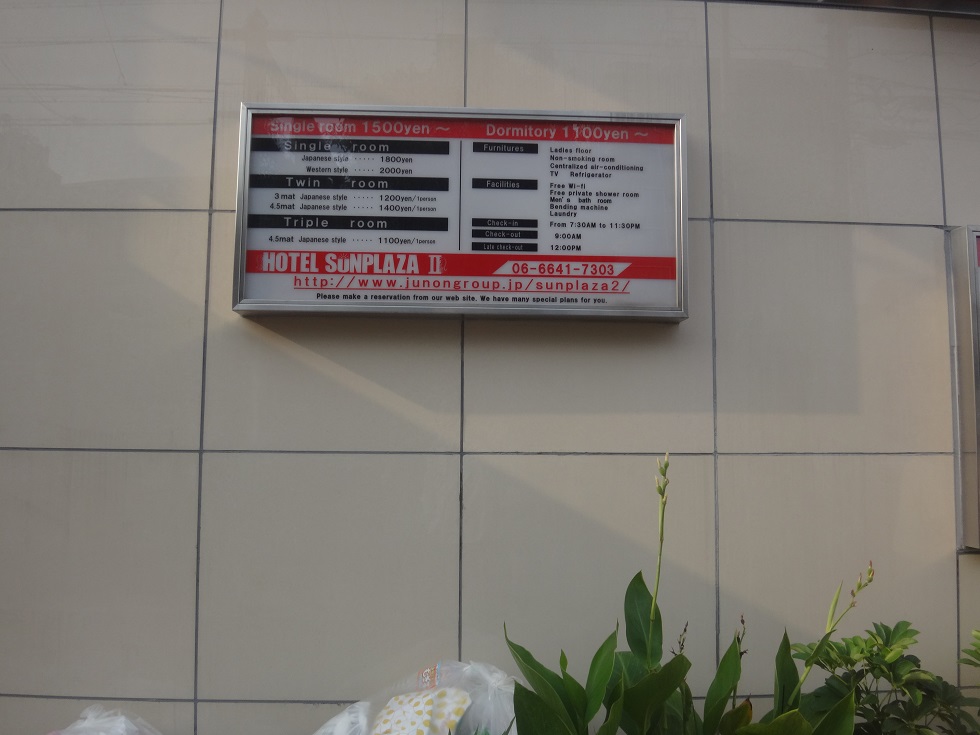 Single room 1500yen ～ Dormitory 1100yen ～
Single room
Japanese style ····· 1800yen
Western style ····· 2000yen
Twin room
3 mat Japanese style ····· 1200yen/1person
4.5mat Japanese style ····· 1400yen/1person
Triple room
4.5mat Japanese style ····· 1100yen/1person
Furnitures
Ladies floor
Non-smoking room
Centralized air-conditioning
TV Refrigerator
Facilities
Free Wi-fi
Free private shower room
Men's bath room
Bending machine
Laundry
Check-in From 7:30AM to 11:30PM
Check-out 9:00AM
Late check-out 12:00PM
HOTEL SuNPLAZA II 06-6641-7303
http://www.junongroup.jp/sunplaza2/
Please make a reservation from our web site. We have many special plans for you.